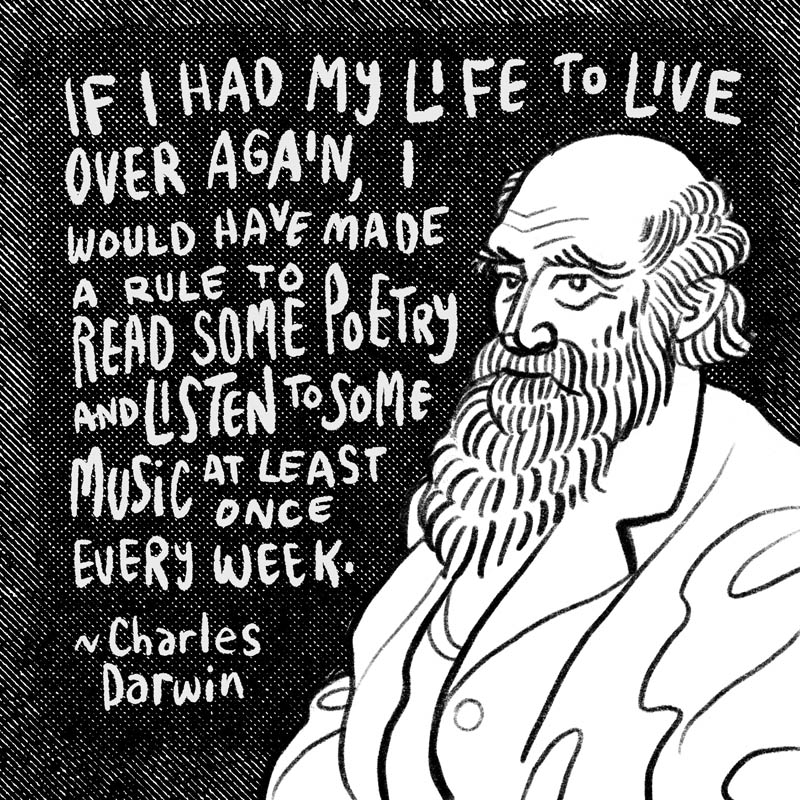 IF I HAD MY LIFE TO LIVE
OVER AGAIN, I
WOULD HAVE MADE
A RULE TO
READ SOME POETRY
AND LISTEN TO SOME
MUSIC AT LEAST
ONCE
EVERY WEEK.
~Charles
Darwin